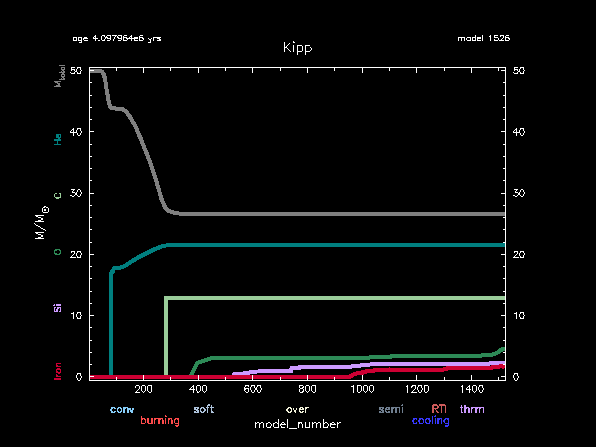 age 4.097964e6 yrs model 1526
Kipp
50 50
40 40
30 30
20 20
10 10
0 0
M/M☉
M_total
He
C
O
Si
Iron
200 400 600 800 1000 1200 1400
conv soft over semi RTI thrm
burning cooling
model_number